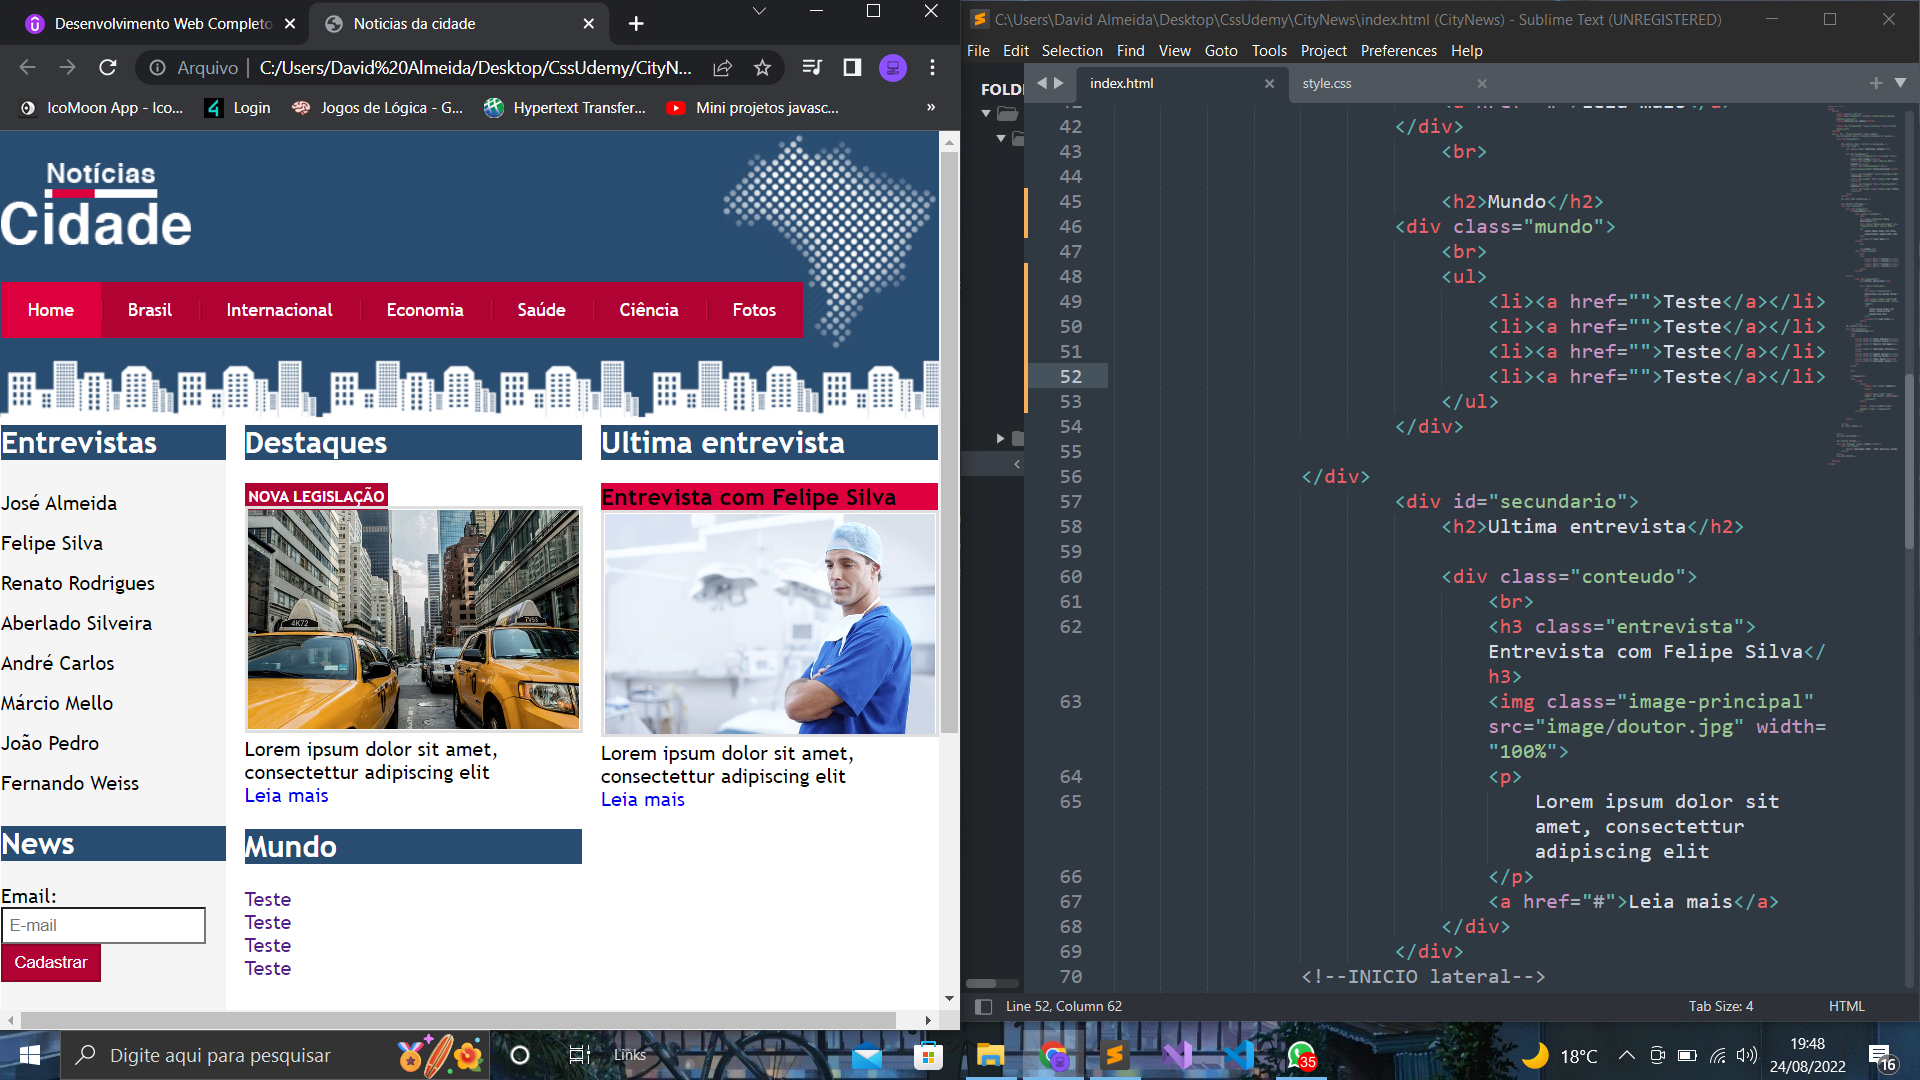 Desenvolvimento Web Completo
Noticias da cidade
Arquivo
C:/Users/David%20Almeida/Desktop/CssUdemy/CityN...
IcoMoon App - Ico...
Login
Jogos de Lógica - G...
Hypertext Transfer...
Mini projetos javasc...
»
Notícias
Cidade
Home
Brasil
Internacional
Economia
Saúde
Ciência
Fotos
Entrevistas
José Almeida
Felipe Silva
Renato Rodrigues
Aberlado Silveira
André Carlos
Márcio Mello
João Pedro
Fernando Weiss
News
Email:
E-mail
Cadastrar
Destaques
NOVA LEGISLAÇÃO
4K72
7V53
Lorem ipsum dolor sit amet,
consectettur adipiscing elit
Leia mais
Mundo
Teste
Teste
Teste
Teste
Ultima entrevista
Entrevista com Felipe Silva
Lorem ipsum dolor sit amet,
consectettur adipiscing elit
Leia mais
C:\Users\David Almeida\Desktop\CssUdemy\CityNews\index.html (CityNews) - Sublime Text (UNREGISTERED)
File Edit Selection Find View Goto Tools Project Preferences Help
FOLD
index.html
style.css
42 </div>
43 <br>
44
45 <h2>Mundo</h2>
46 <div class="mundo">
47 <br>
48 <ul>
49 <li><a href="">Teste</a></li>
50 <li><a href="">Teste</a></li>
51 <li><a href="">Teste</a></li>
52 <li><a href="">Teste</a></li>
53 </ul>
54 </div>
55
56 </div>
57 <div id="secundario">
58 <h2>Ultima entrevista</h2>
59
60 <div class="conteudo">
61 <br>
62 <h3 class="entrevista">
Entrevista com Felipe Silva</
h3>
63 <img class="image-principal"
src="image/doutor.jpg" width=
"100%">
64 <p>
65 Lorem ipsum dolor sit
amet, consectettur
adipiscing elit
66 </p>
67 <a href="#">Leia mais</a>
68 </div>
69 </div>
70 <!--INICIO lateral-->
Line 52, Column 62
Tab Size: 4
HTML
Digite aqui para pesquisar
Links
35
18°C
19:48
24/08/2022
16